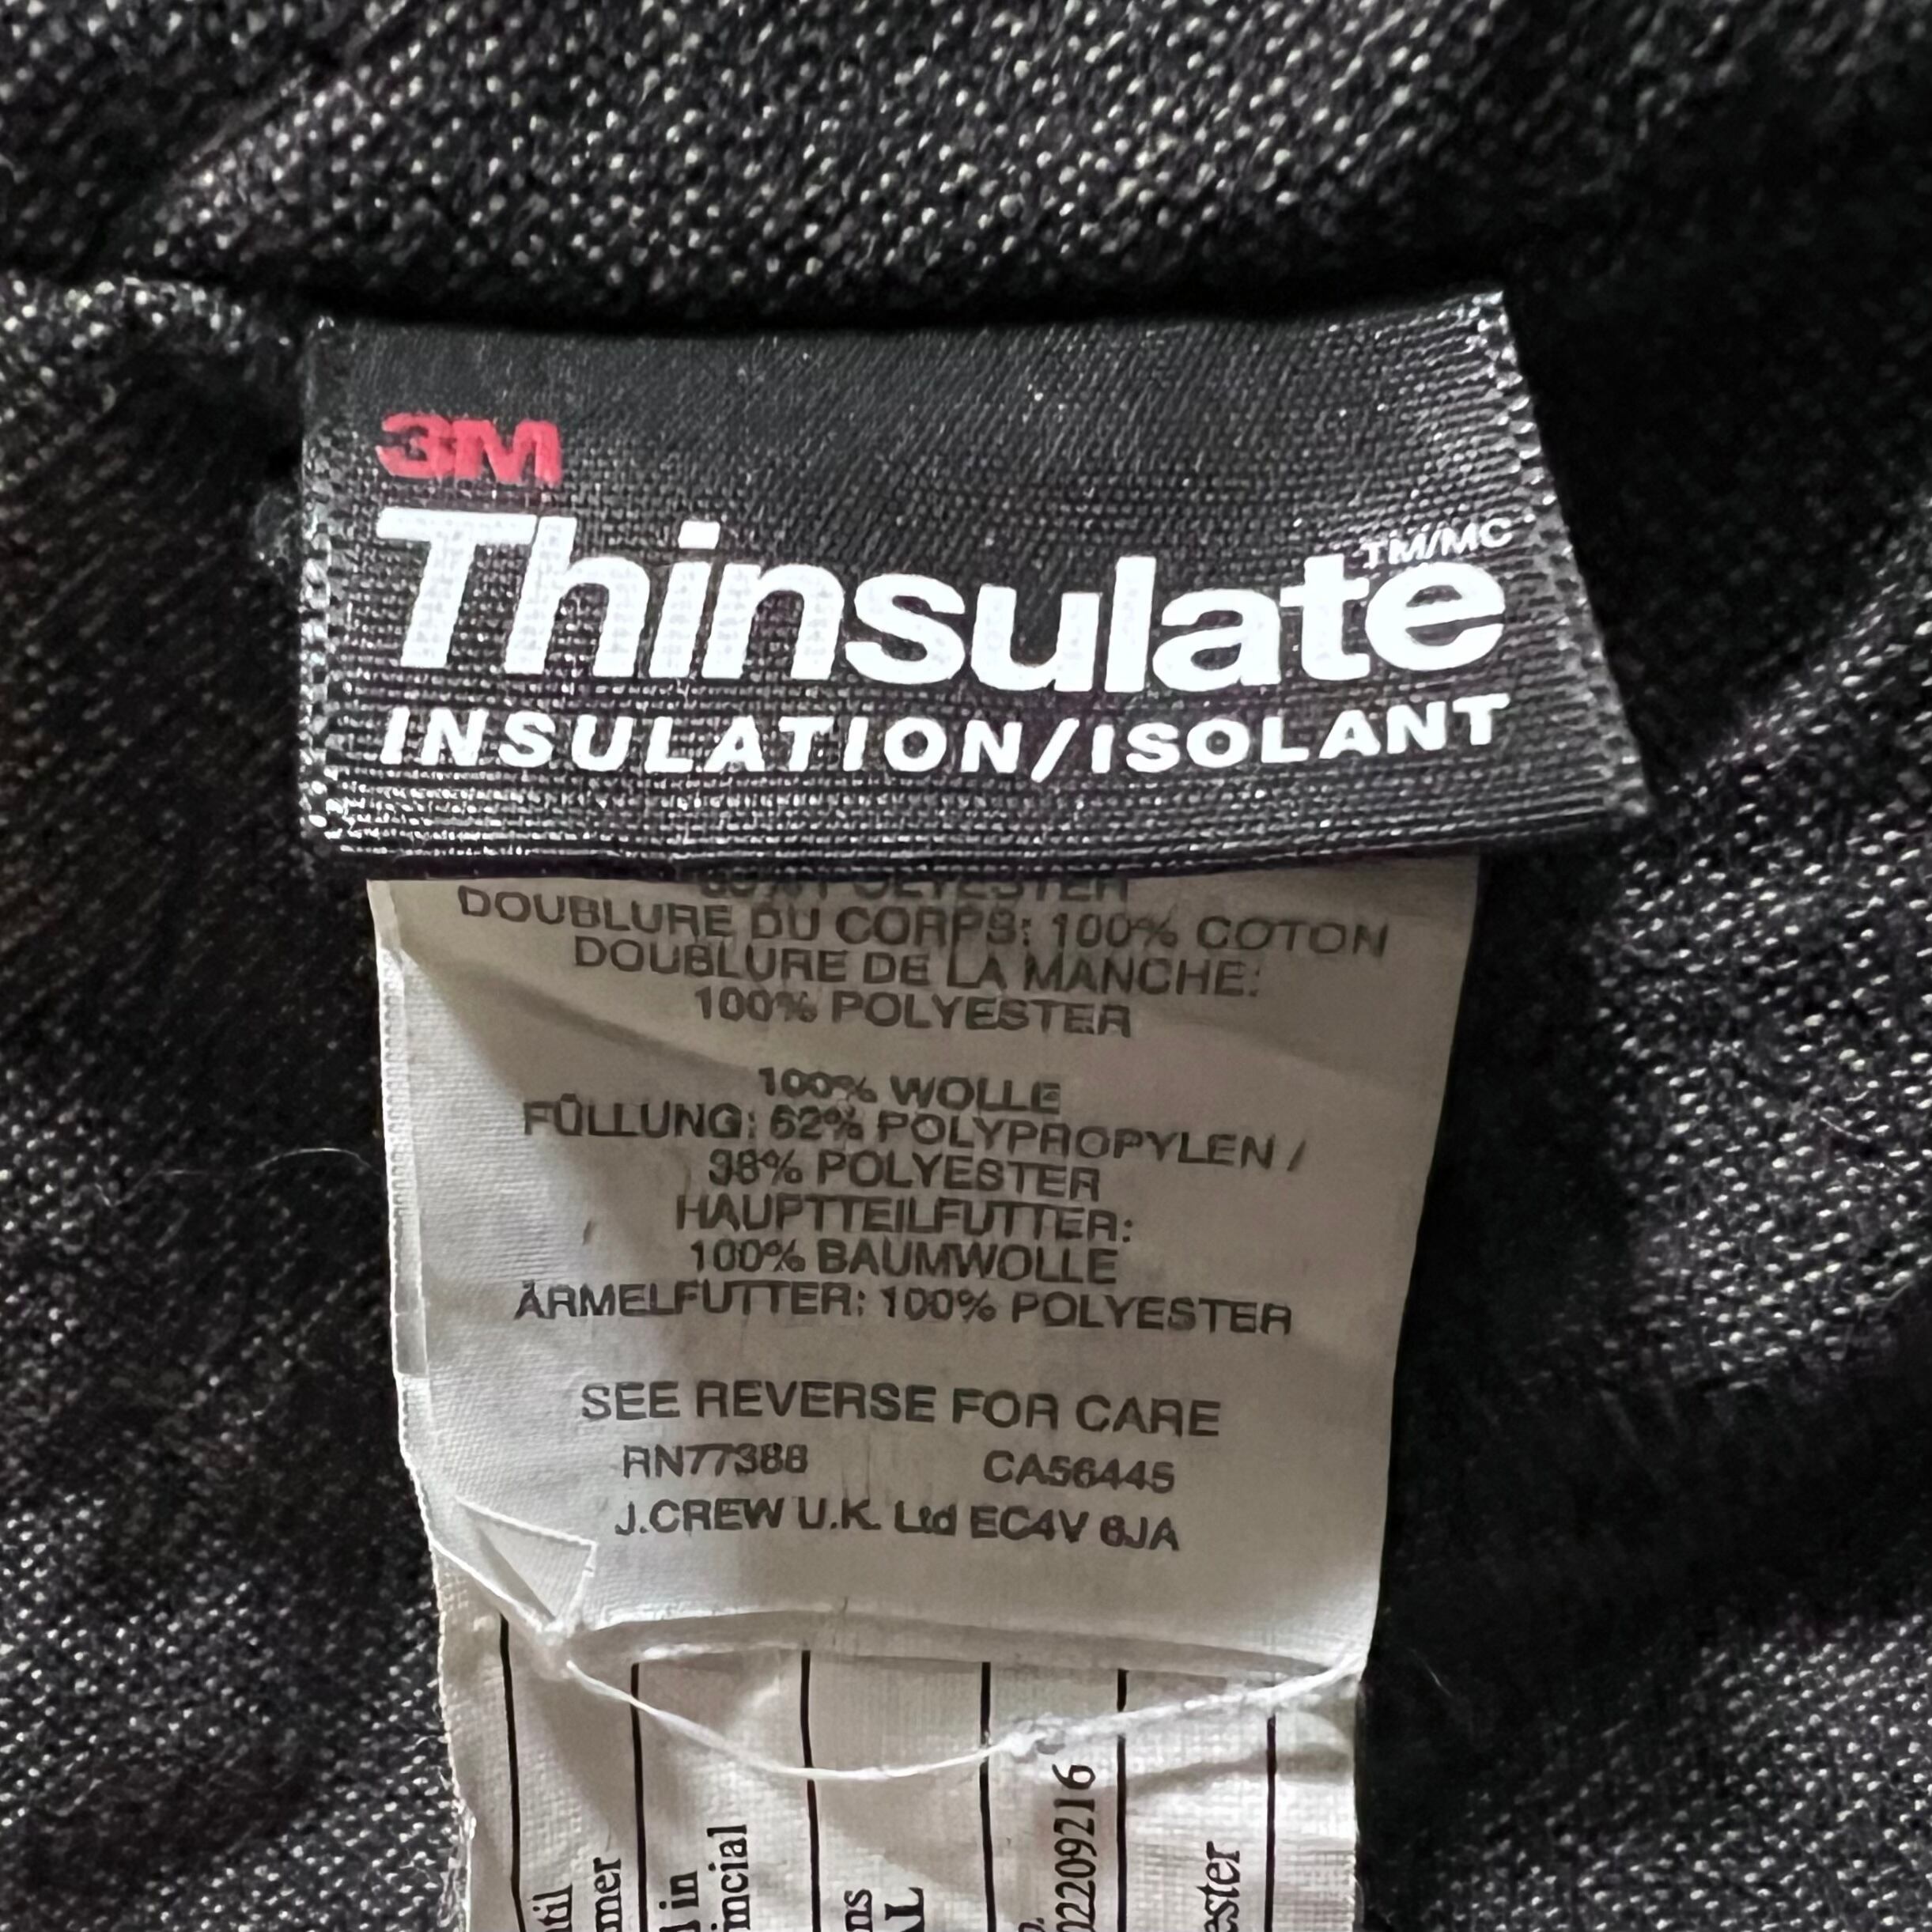 3M
Thinsulate TM/MC
INSULATION/ISOLANT
POLYESTER
DOUBLURE DU CORPS: 100% COTON
DOUBLURE DE LA MANCHE:
100% POLYESTER
100% WOLLE
FÜLLUNG: 62% POLYPROPYLEN /
38% POLYESTER
HAUPTTEILFUTTER:
100% BAUMWOLLE
ÄRMELFUTTER: 100% POLYESTER
SEE REVERSE FOR CARE
RN77388 CA56445
J.CREW U.K. Ltd EC4V 6JA
in